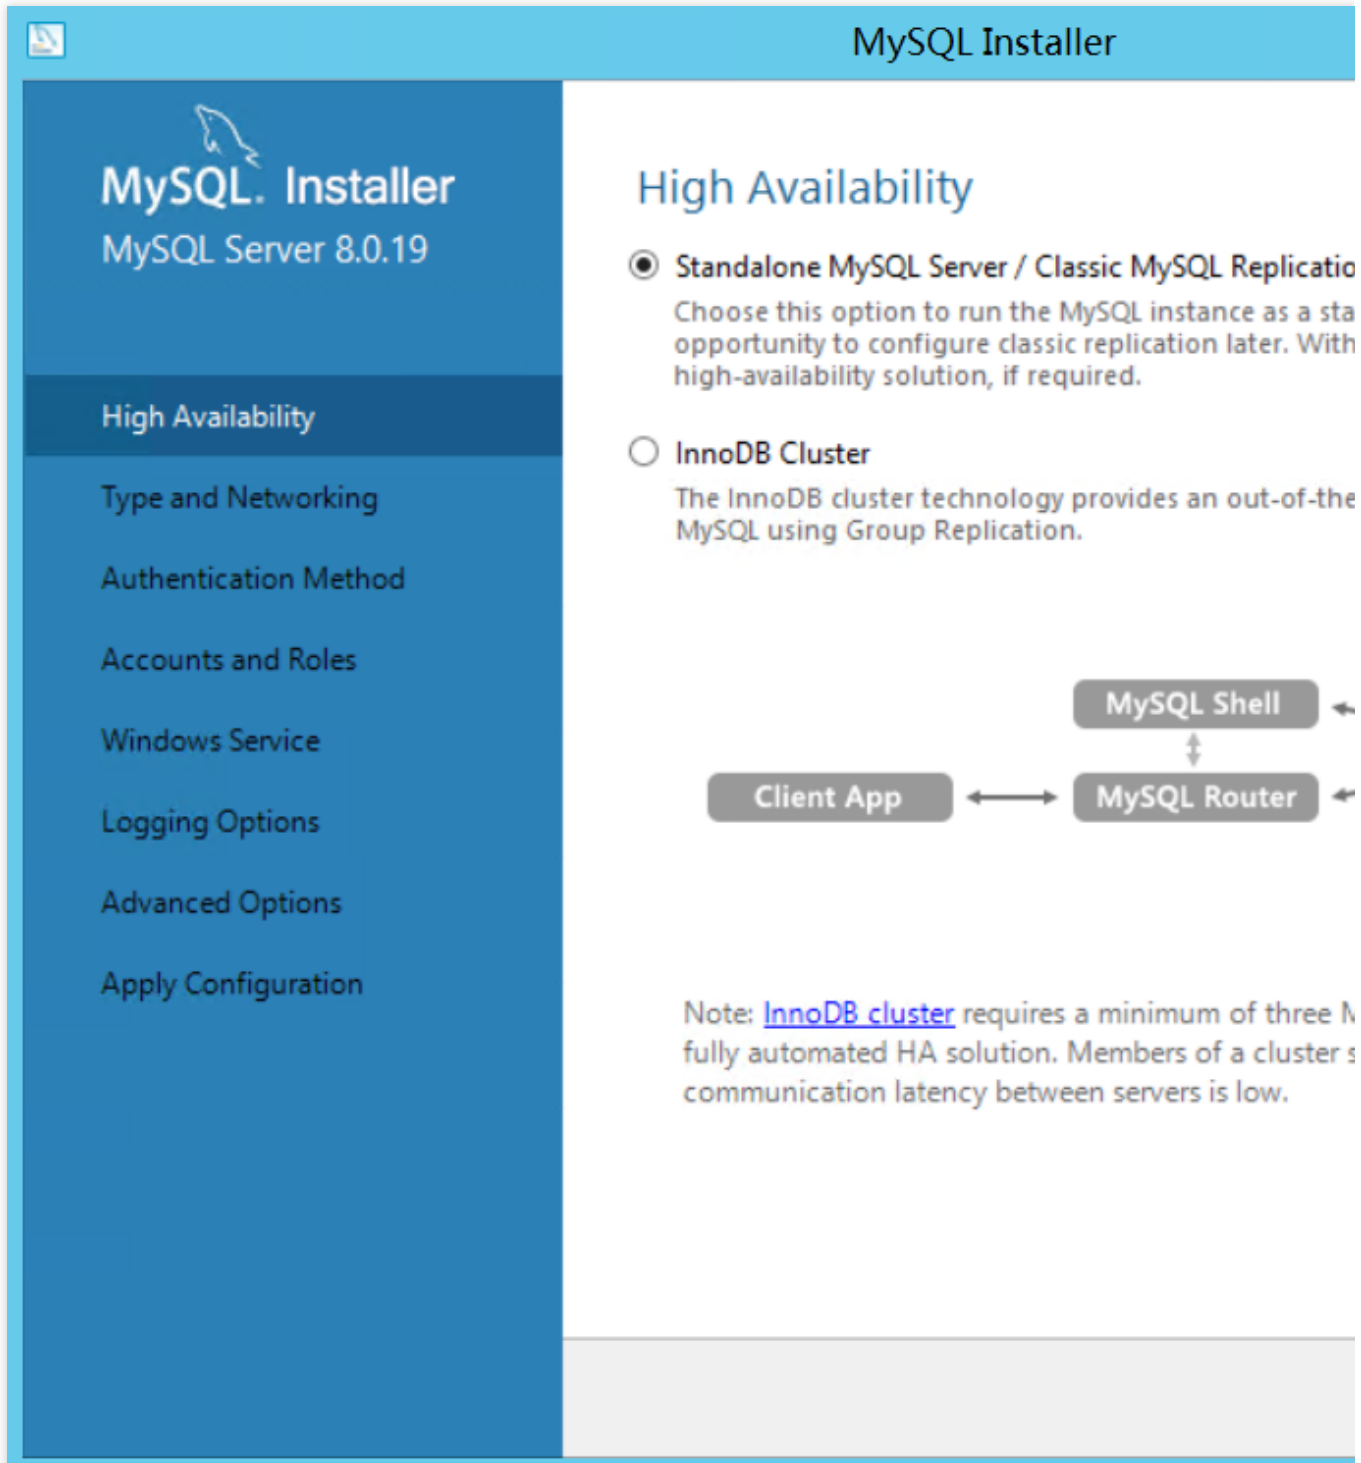 MySQL Installer
MySQL. Installer
MySQL Server 8.0.19
High Availability
Type and Networking
Authentication Method
Accounts and Roles
Windows Service
Logging Options
Advanced Options
Apply Configuration
High Availability
Standalone MySQL Server / Classic MySQL Replicatio
Choose this option to run the MySQL instance as a sta
opportunity to configure classic replication later. With
high-availability solution, if required.
InnoDB Cluster
The InnoDB cluster technology provides an out-of-the
MySQL using Group Replication.
MySQL Shell
Client App
MySQL Router
Note: InnoDB cluster requires a minimum of three M
fully automated HA solution. Members of a cluster s
communication latency between servers is low.